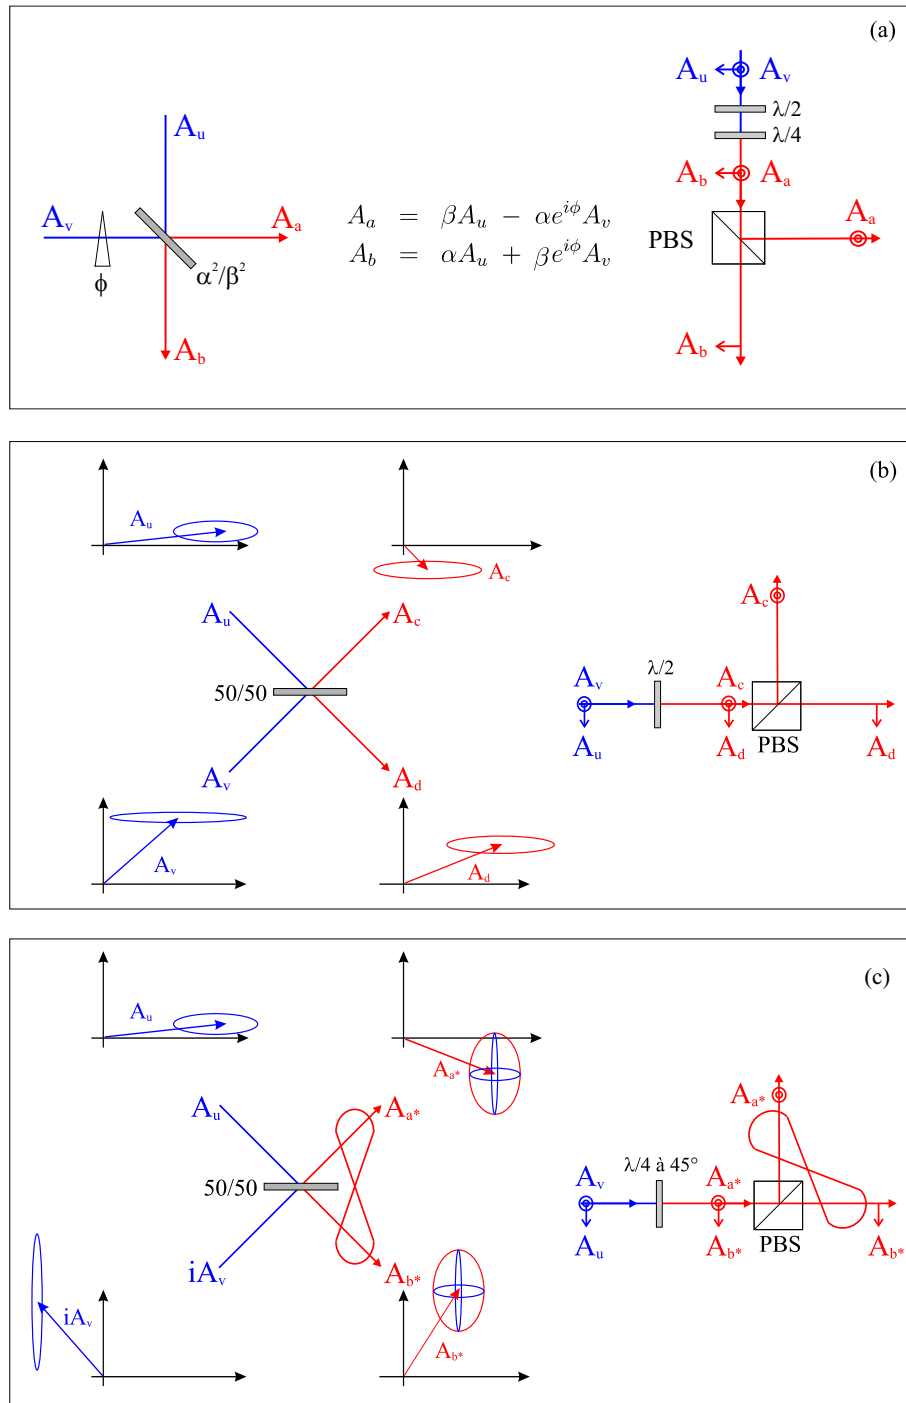 (a)
A_u
A_v
A_a
A_b
ϕ
α²/β²
A_a = βA_u − αe^{iϕ}A_v
A_b = αA_u + βe^{iϕ}A_v
A_u A_v
λ/2
λ/4
A_b A_a
A_a
PBS
A_b
(b)
A_u
A_c
A_u
A_c
50/50
A_v
A_d
A_v
A_d
A_c
λ/2
A_v
A_c
A_u
A_d
PBS
A_d
(c)
A_u
A_a*
A_u
A_a*
50/50
iA_v
A_b*
iA_v
A_b*
A_a*
λ/4 à 45°
A_v
A_a*
A_u
A_b*
PBS
A_b*